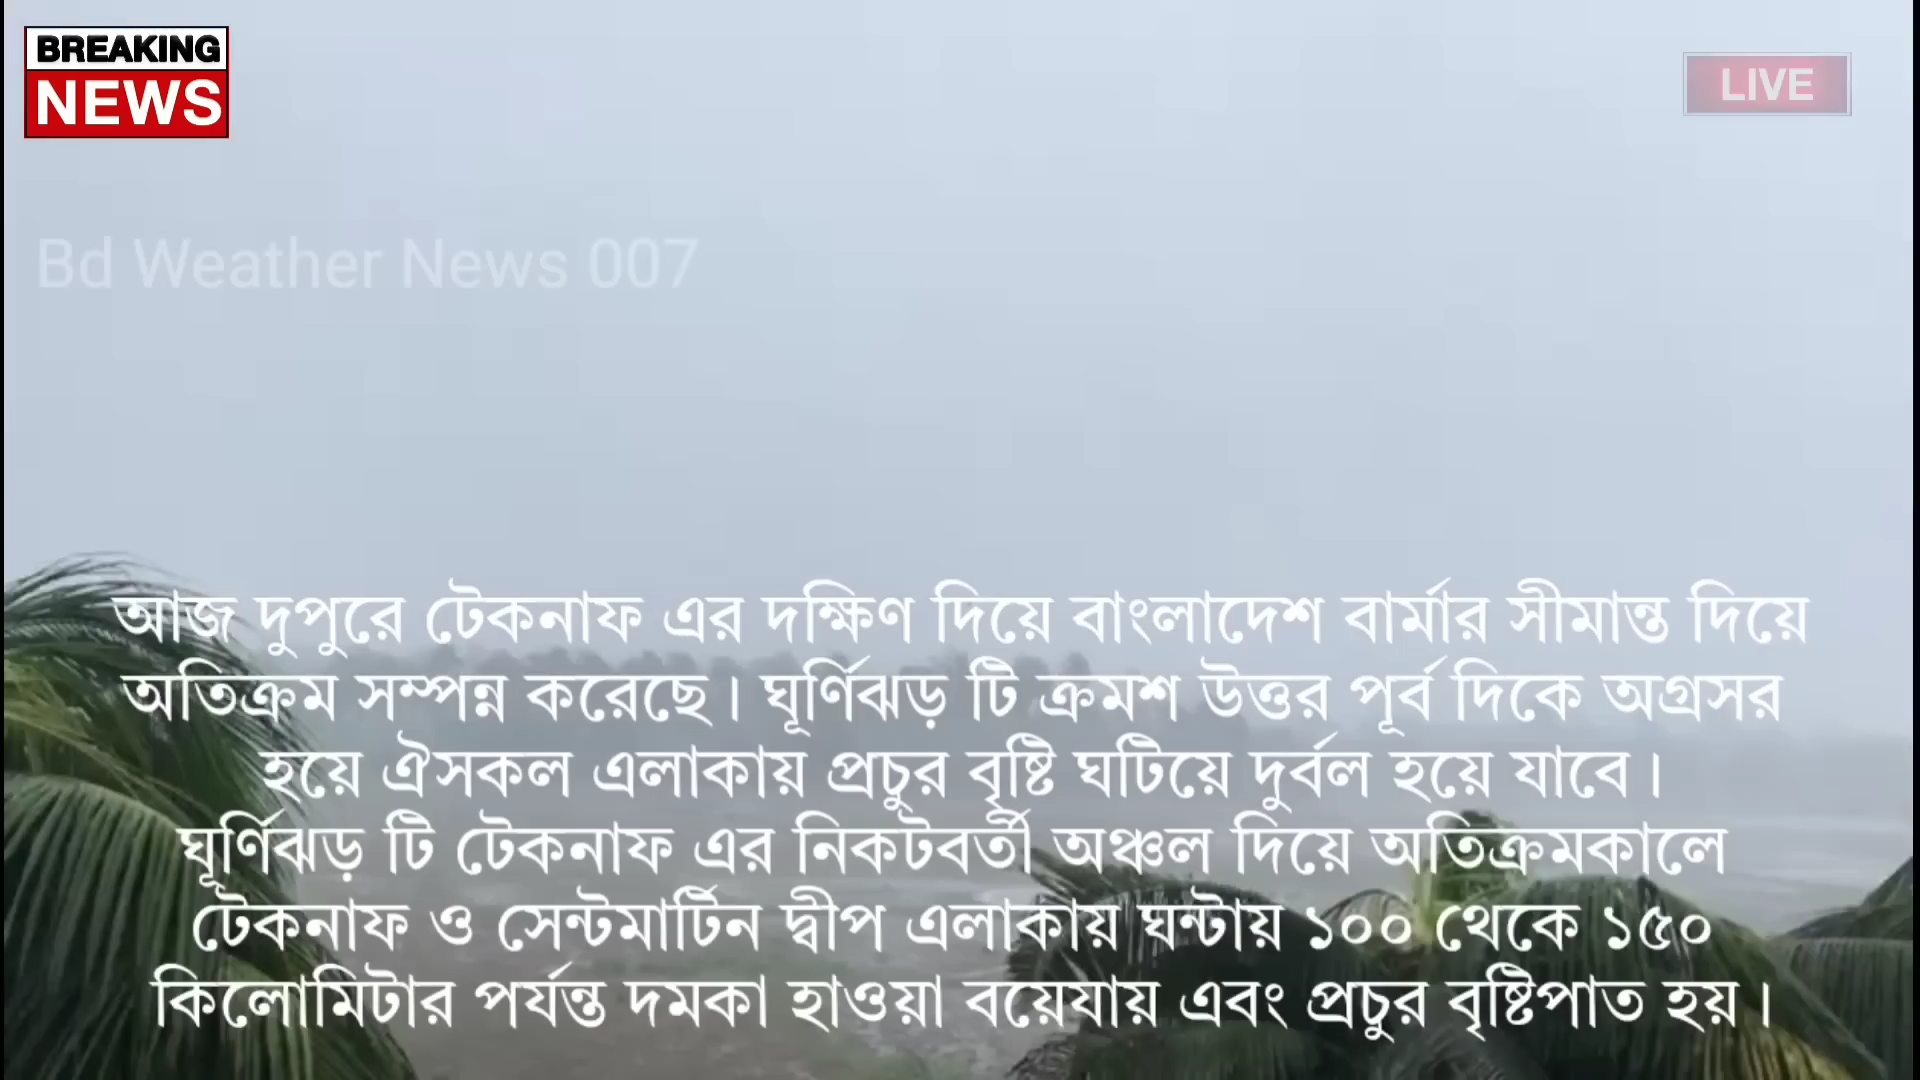 BREAKING
NEWS
LIVE
Bd Weather News 007
আজ দুপুরে টেকনাফ এর দক্ষিণ দিয়ে বাংলাদেশ বার্মার সীমান্ত দিয়ে
অতিক্রম সম্পন্ন করেছে। ঘূর্ণিঝড় টি ক্রমশ উত্তর পূর্ব দিকে অগ্রসর
হয়ে ঐসকল এলাকায় প্রচুর বৃষ্টি ঘটিয়ে দুর্বল হয়ে যাবে।
ঘূর্ণিঝড় টি টেকনাফ এর নিকটবর্তী অঞ্চল দিয়ে অতিক্রমকালে
টেকনাফ ও সেন্টমার্টিন দ্বীপ এলাকায় ঘন্টায় ১০০ থেকে ১৫০
কিলোমিটার পর্যন্ত দমকা হাওয়া বয়েযায় এবং প্রচুর বৃষ্টিপাত হয়।